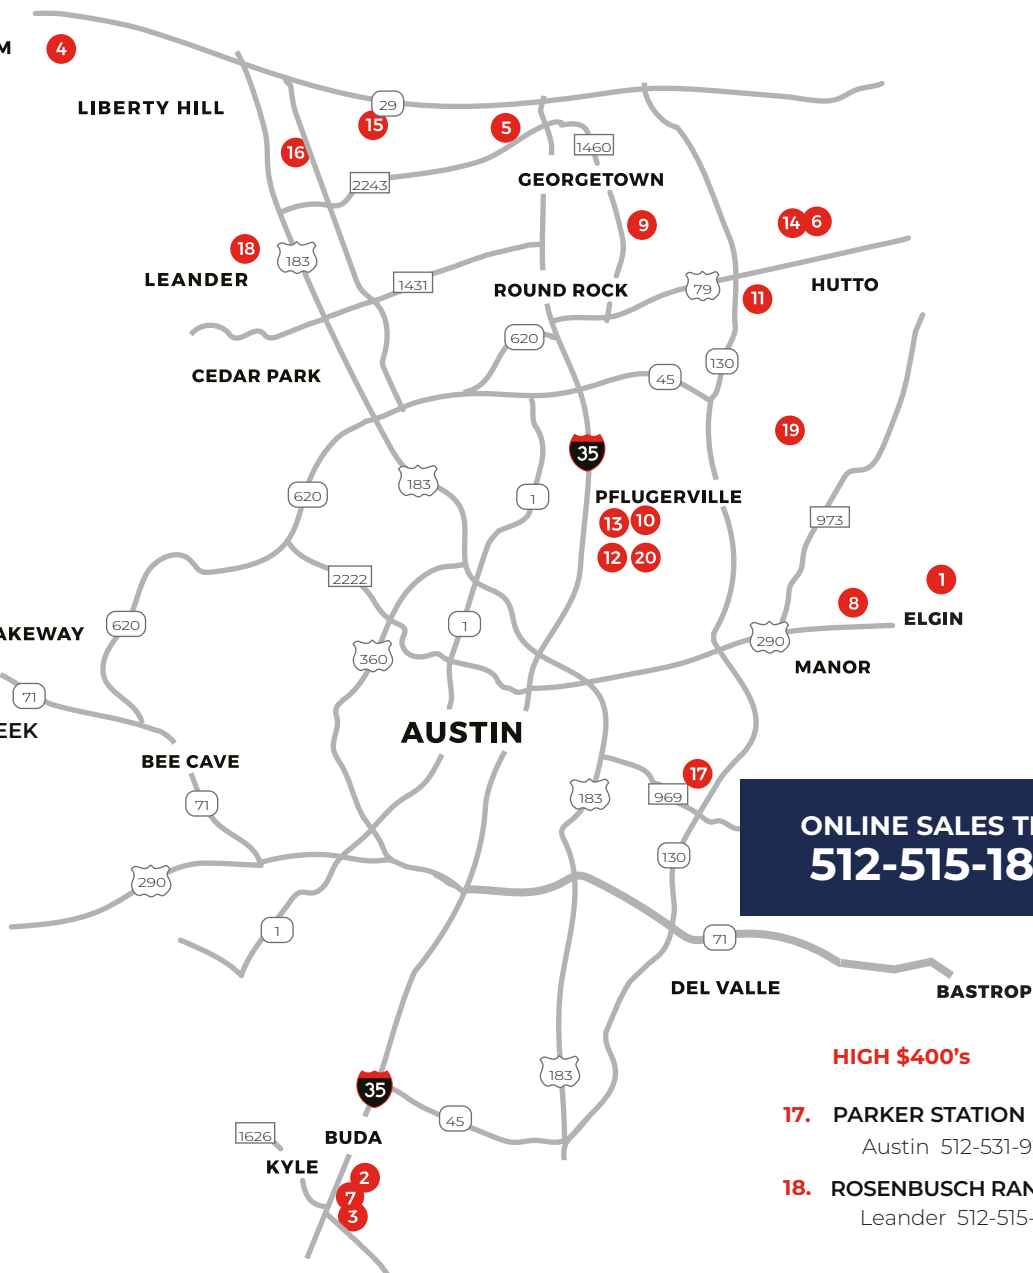 M
4
LIBERTY HILL
29
15
5
16
1460
2243
GEORGETOWN
9
14
6
18
183
LEANDER
1431
ROUND ROCK
79
HUTTO
11
620
130
CEDAR PARK
45
19
35
183
620
1
PFLUGERVILLE
13
10
973
12
20
2222
1
8
ELGIN
AKEWAY
620
1
290
360
MANOR
71
EEK
AUSTIN
BEE CAVE
17
183
969
71
ONLINE SALES
512-515-18
130
290
1
71
DEL VALLE
BASTROP
HIGH $400's
35
183
17. PARKER STATION
45
1626
BUDA
Austin 512-531-9
KYLE
2
18. ROSENBUSCH RAN
7
3
Leander 512-515-